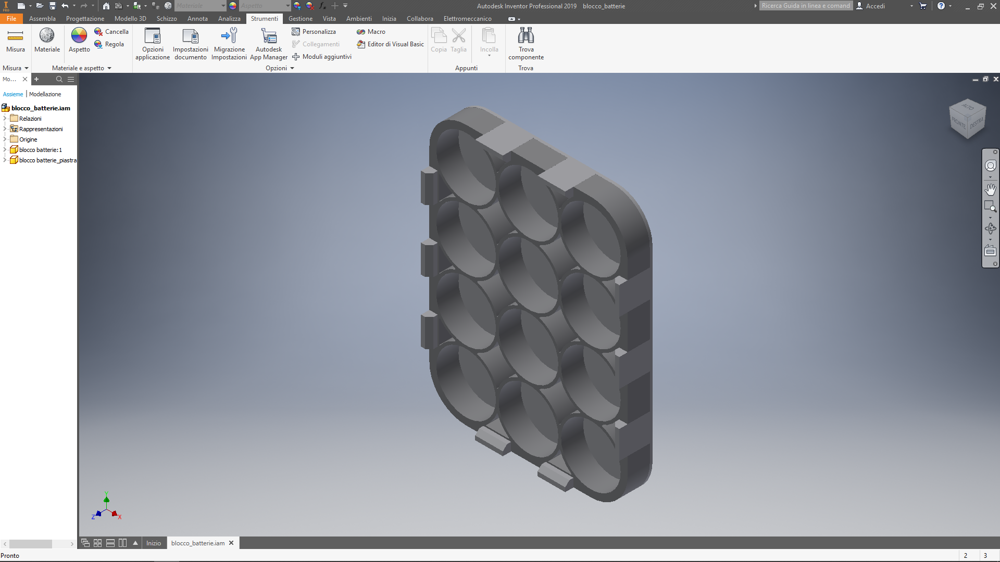 PRO
Materiale
Aspetto
Autodesk Inventor Professional 2019 blocco_batterie
Ricerca Guida in linea e comand
Accedi
File Assembla Progettazione Modello 3D Schizzo Annota Analizza Strumenti Gestione Vista Ambienti Inizia Collabora Elettromeccanico
Misura
Materiale
Aspetto
Cancella
Regola
Opzioni
applicazione
Impostazioni
documento
Migrazione
Impostazioni
Autodesk
App Manager
Personalizza
Collegamenti
Moduli aggiuntivi
Macro
Editor di Visual Basic
Copia
Taglia
Incolla
Trova
componente
Misura
Materiale e aspetto
Opzioni
Appunti
Trova
Mo...
Assieme | Modellazione
blocco_batterie.iam
Relazioni
Rappresentazioni
Origine
blocco batterie:1
blocco batterie_piastra
ALTO
FRONTE
DESTRA
Y
Z
X
Inizio
blocco_batterie.iam
Pronto
2
3